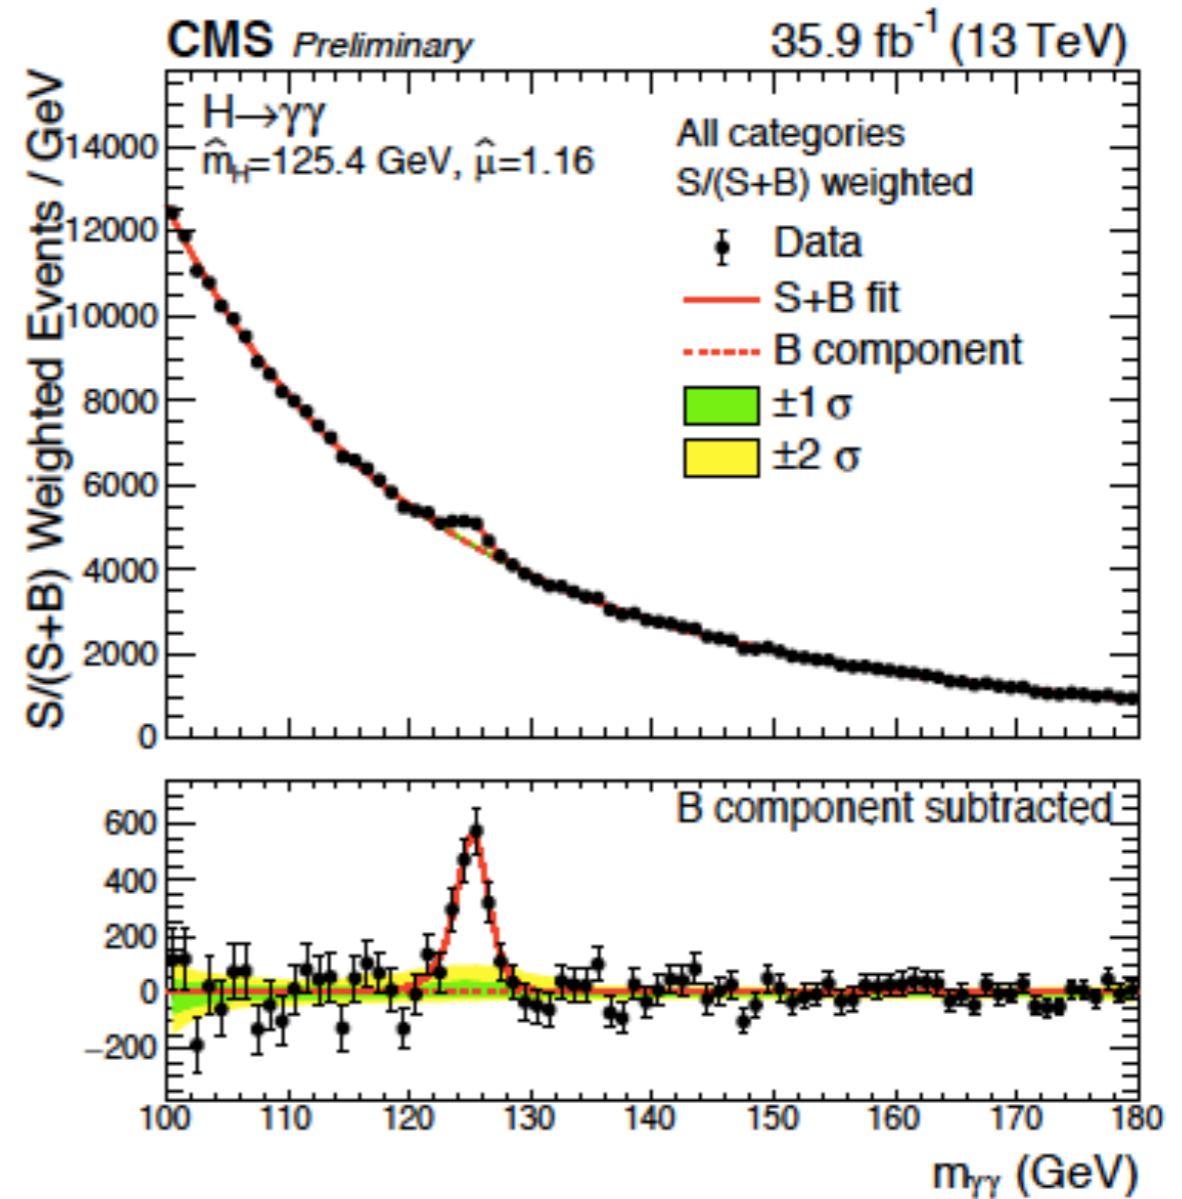 CMS Preliminary 35.9 fb⁻¹ (13 TeV)
H→γγ
m̂_H=125.4 GeV, μ̂=1.16
All categories
S/(S+B) weighted
Data
S+B fit
B component
±1 σ
±2 σ
S/(S+B) Weighted Events / GeV
14000
12000
10000
8000
6000
4000
2000
0
B component subtracted
600
400
200
0
−200
100 110 120 130 140 150 160 170 180
m_γγ (GeV)